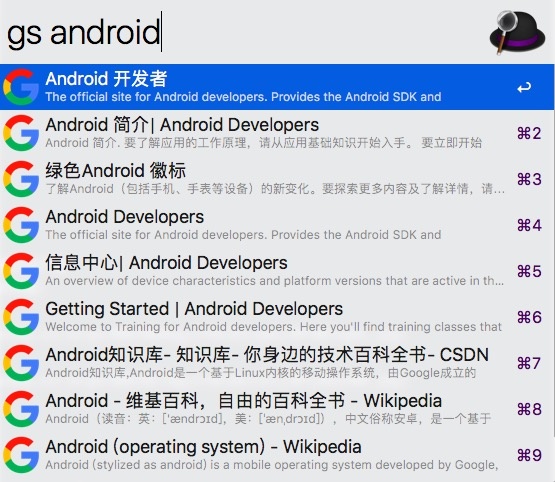 gs android
Android 开发者
The official site for Android developers. Provides the Android SDK and
↩
Android 简介| Android Developers
Android 简介. 要了解应用的工作原理，请从应用基础知识开始入手。 要立即开始
⌘2
绿色Android 徽标
了解Android（包括手机、手表等设备）的新变化。要探索更多内容及了解详情，请...
⌘3
Android Developers
The official site for Android developers. Provides the Android SDK and
⌘4
信息中心| Android Developers
An overview of device characteristics and platform versions that are active in th...
⌘5
Getting Started | Android Developers
Welcome to Training for Android developers. Here you'll find training classes that
⌘6
Android知识库- 知识库- 你身边的技术百科全书- CSDN
Android知识库,Android是一个基于Linux内核的移动操作系统，由Google成立的
⌘7
Android - 维基百科，自由的百科全书 - Wikipedia
Android（读音：英：['ændrɔɪd]，美：['æn,drɔɪd]），中文俗称安卓，是一个基于
⌘8
Android (operating system) - Wikipedia
Android (stylized as android) is a mobile operating system developed by Google,
⌘9